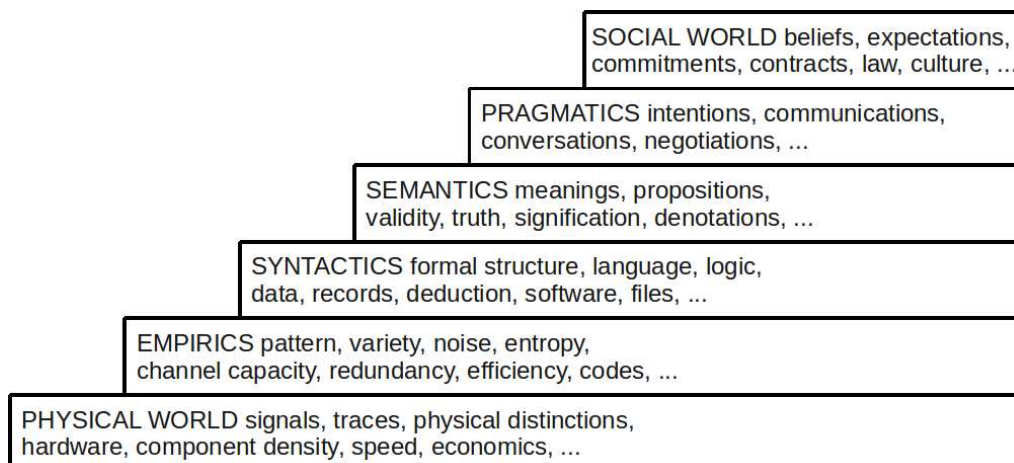 SOCIAL WORLD beliefs, expectations,
commitments, contracts, law, culture, ...
PRAGMATICS intentions, communications,
conversations, negotiations, ...
SEMANTICS meanings, propositions,
validity, truth, signification, denotations, ...
SYNTACTICS formal structure, language, logic,
data, records, deduction, software, files, ...
EMPIRICS pattern, variety, noise, entropy,
channel capacity, redundancy, efficiency, codes, ...
PHYSICAL WORLD signals, traces, physical distinctions,
hardware, component density, speed, economics, ...